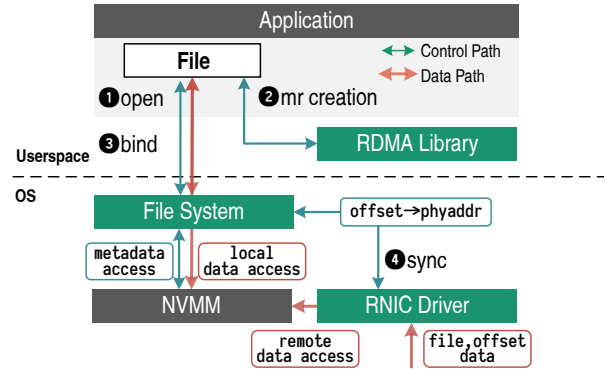 Application
File
Control Path
Data Path
❶open
❷mr creation
❸bind
RDMA Library
Userspace
OS
File System
offset→phyaddr
metadata
access
local
data access
❹sync
NVMM
RNIC Driver
remote
data access
file,offset
data